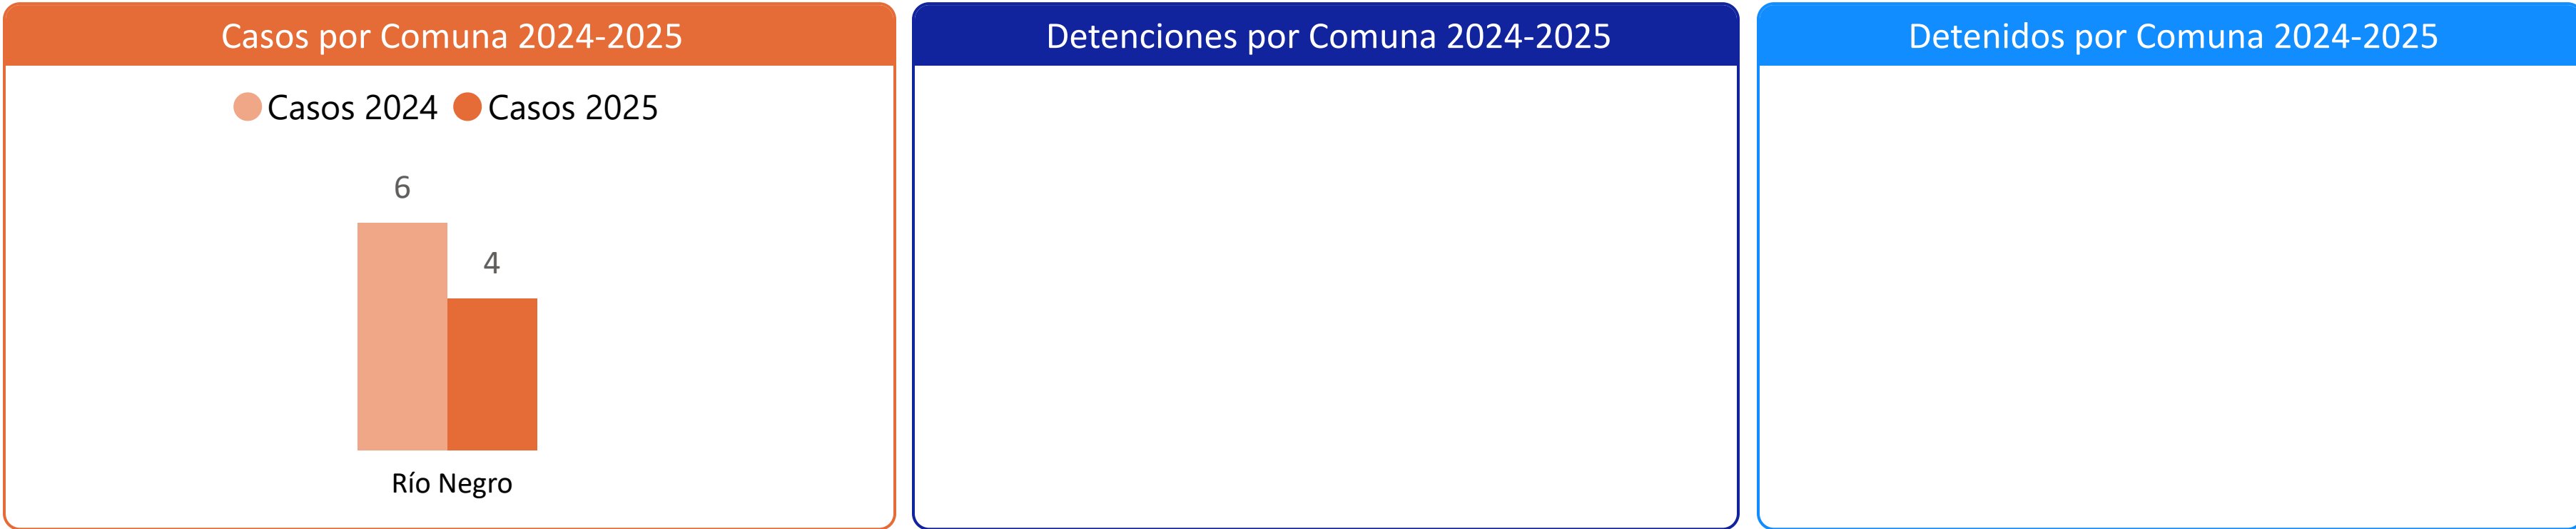 Casos por Comuna 2024-2025
Casos 2024 Casos 2025
6
4
Río Negro
Detenciones por Comuna 2024-2025
Detenidos por Comuna 2024-2025